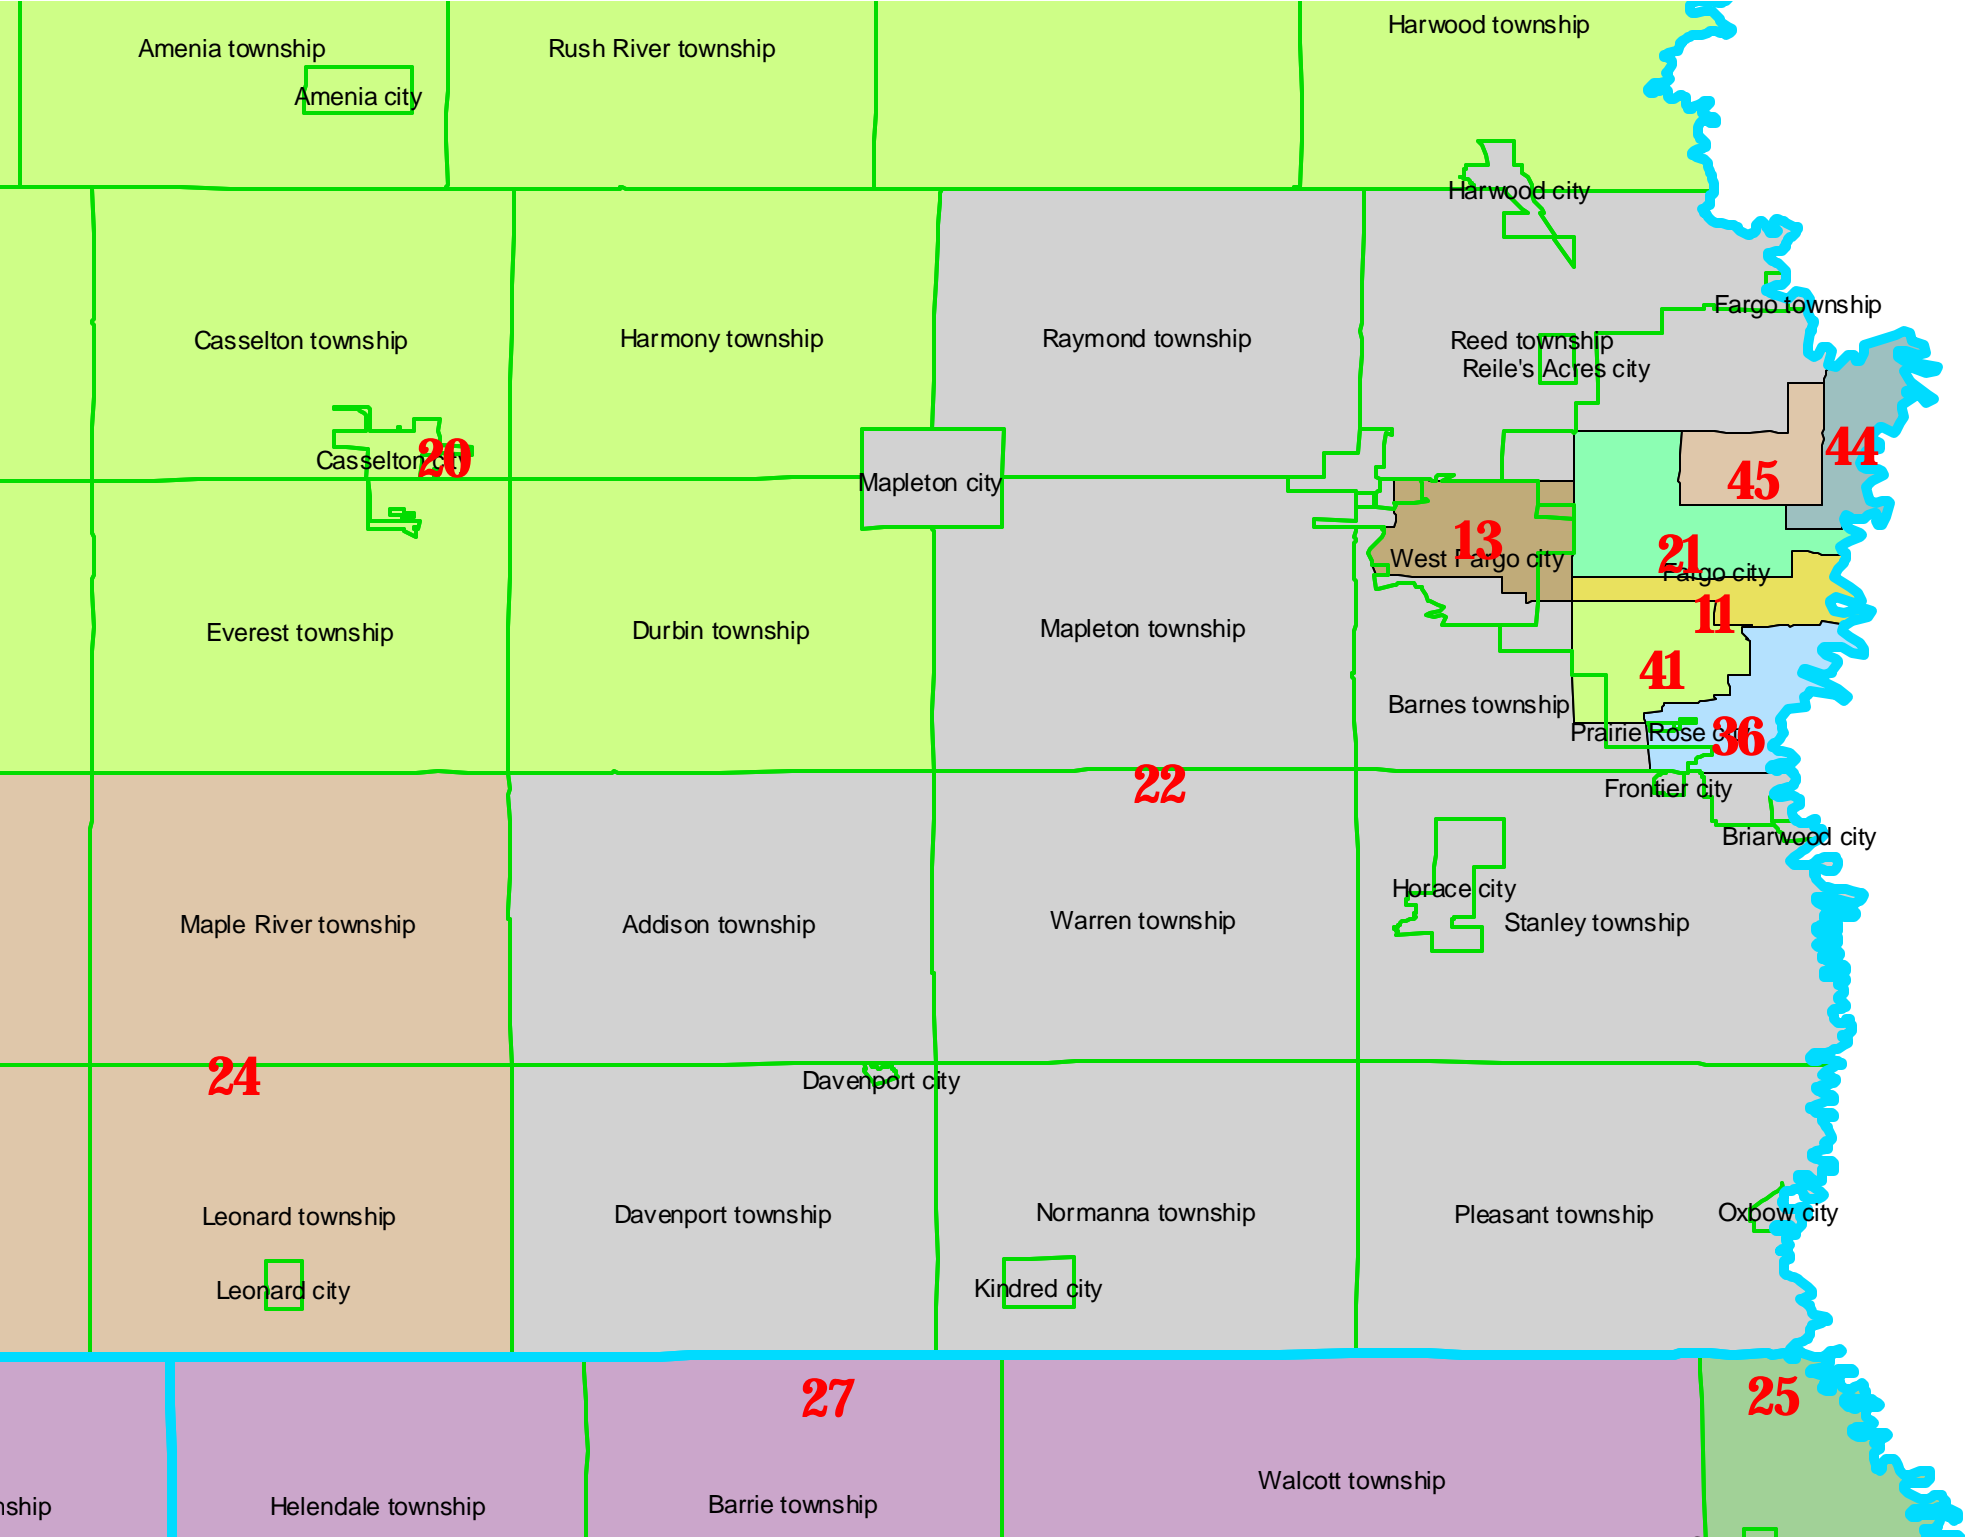 Harwood township
Amenia township
Rush River township
Amenia city
Harwood city
Fargo township
Casselton township
Harmony township
Raymond township
Reed township
Reile's Acres city
44
Casselton city
20
Mapleton city
45
13
West Fargo city
21
Fargo city
11
Everest township
Durbin township
Mapleton township
41
Barnes township
Prairie Rose city
36
22
Frontier city
Briarwood city
Horace city
Maple River township
Addison township
Warren township
Stanley township
24
Davenport city
Leonard township
Davenport township
Normanna township
Pleasant township
Oxbow city
Leonard city
Kindred city
27
25
Walcott township
nship
Helendale township
Barrie township